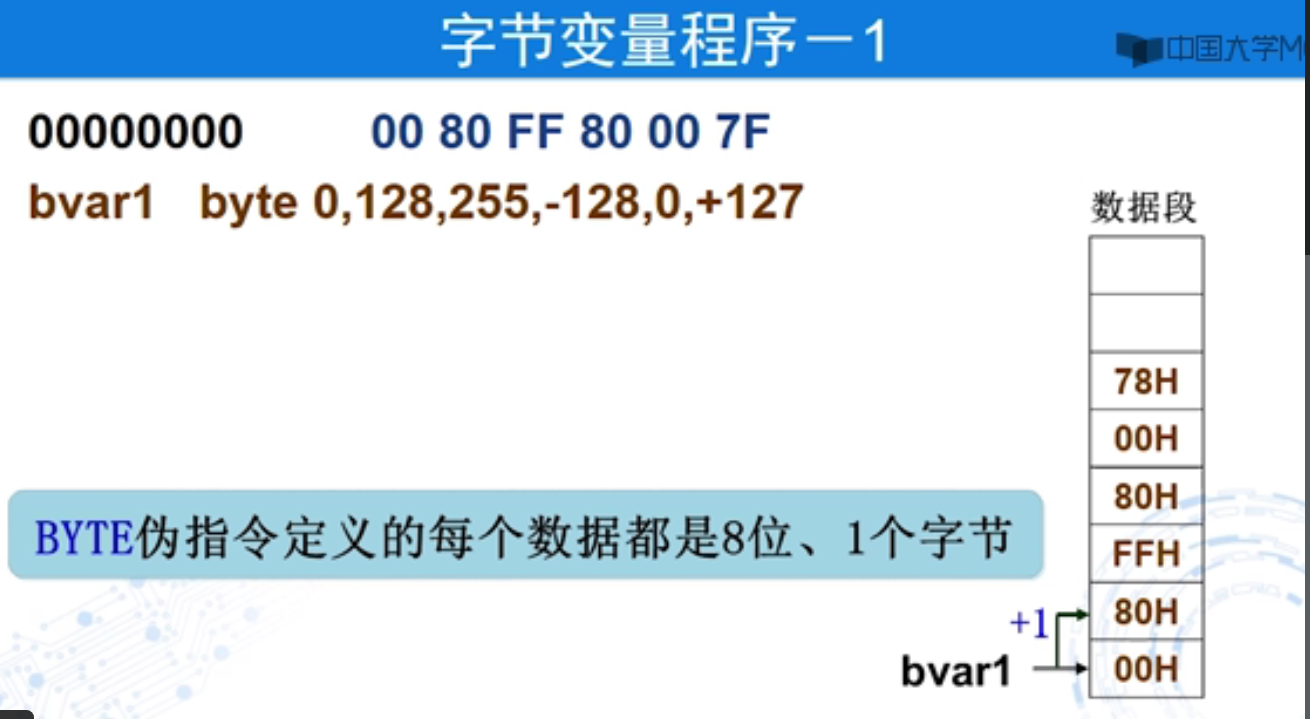 字节变量程序－1
中国大学M
00000000 00 80 FF 80 00 7F
bvar1 byte 0,128,255,-128,0,+127
数据段
78H
00H
80H
FFH
80H
00H
BYTE伪指令定义的每个数据都是8位、1个字节
+1
bvar1